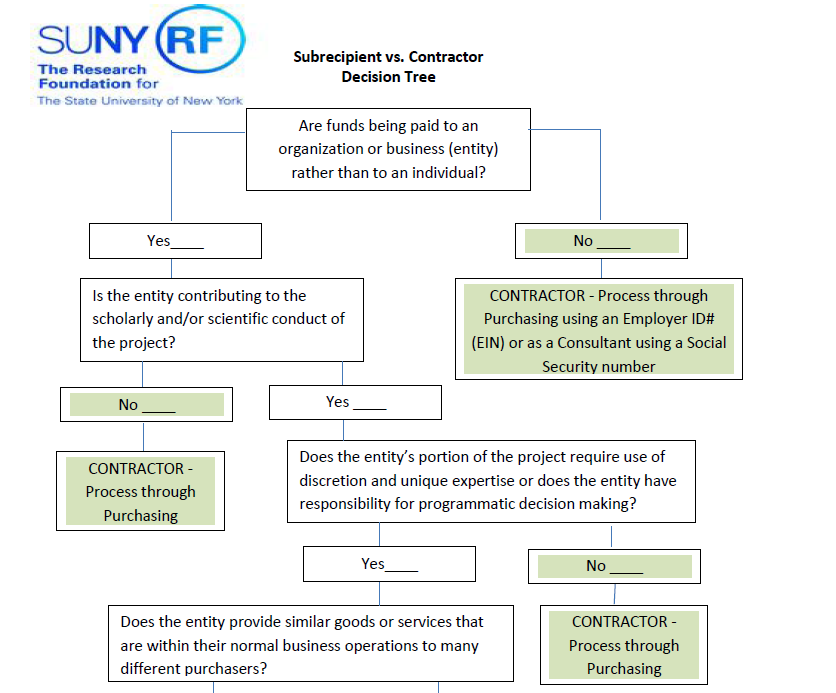 SUNY RF
The Research
Foundation for
The State University of New York
Subrecipient vs. Contractor
Decision Tree
Are funds being paid to an
organization or business (entity)
rather than to an individual?
Yes____
No ____
Is the entity contributing to the
scholarly and/or scientific conduct of
the project?
CONTRACTOR - Process through
Purchasing using an Employer ID#
(EIN) or as a Consultant using a Social
Security number
No ____
Yes ____
CONTRACTOR -
Process through
Purchasing
Does the entity’s portion of the project require use of
discretion and unique expertise or does the entity have
responsibility for programmatic decision making?
Yes____
No ____
Does the entity provide similar goods or services that
are within their normal business operations to many
different purchasers?
CONTRACTOR -
Process through
Purchasing